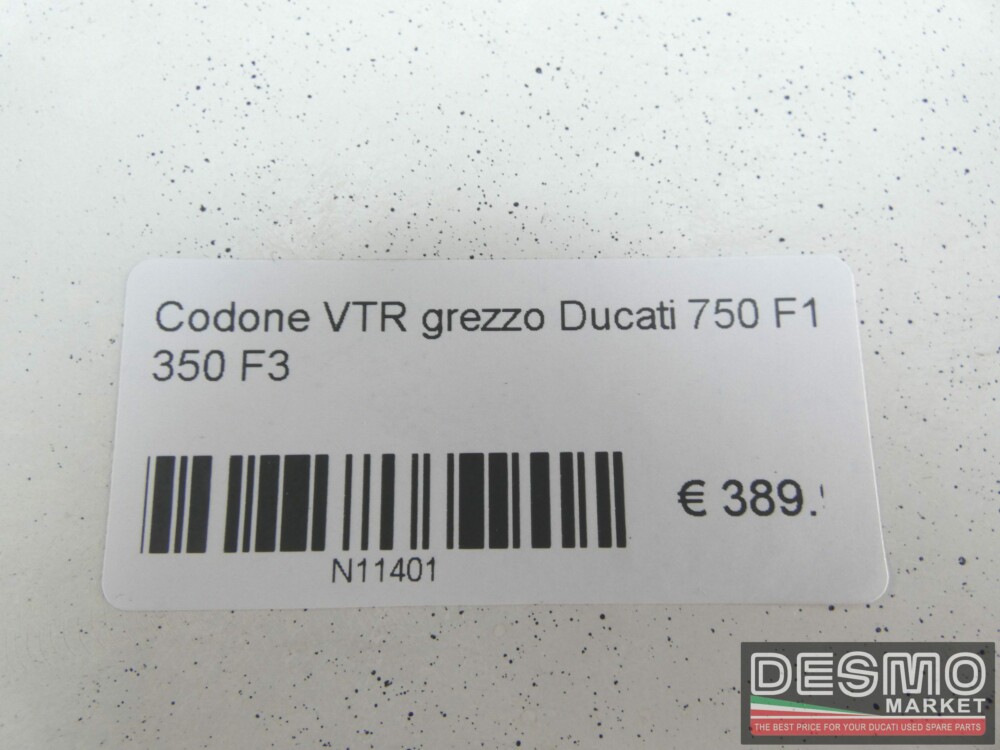 Codone VTR grezzo Ducati 750 F1
350 F3
€ 389.
N11401
DESMO
MARKET
THE BEST PRICE FOR YOUR DUCATI USED SPARE PARTS